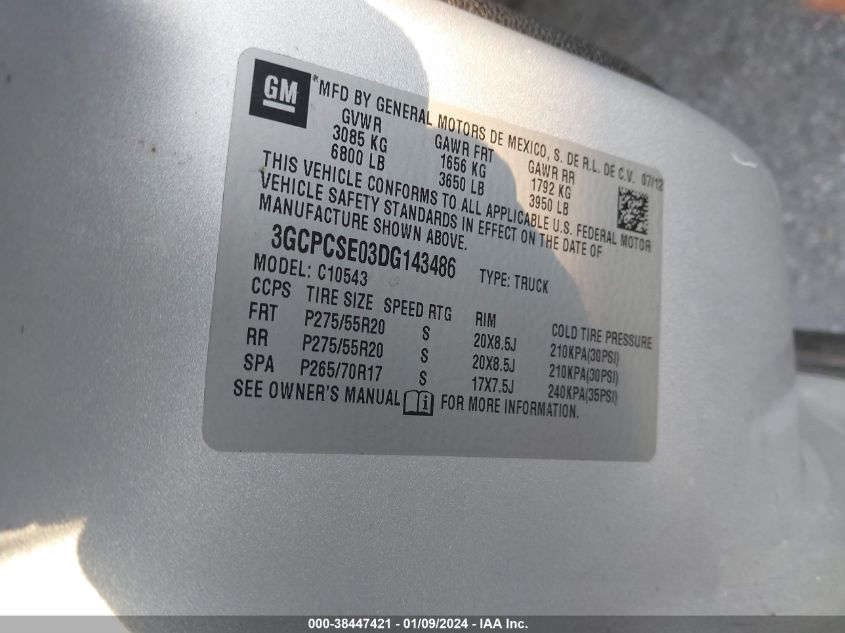 GM
*MFD BY GENERAL MOTORS DE MEXICO, S. DE R.L. DE C.V. 07/12
GVWR GAWR FRT GAWR RR
3085 KG 1656 KG 1792 KG
6800 LB 3650 LB 3950 LB
THIS VEHICLE CONFORMS TO ALL APPLICABLE U.S. FEDERAL MOTOR
VEHICLE SAFETY STANDARDS IN EFFECT ON THE DATE OF
MANUFACTURE SHOWN ABOVE.
3GCPCSE03DG143486 TYPE: TRUCK
MODEL: C10543
CCPS TIRE SIZE SPEED RTG RIM COLD TIRE PRESSURE
FRT P275/55R20 S 20X8.5J 210KPA(30PSI)
RR P275/55R20 S 20X8.5J 210KPA(30PSI)
SPA P265/70R17 S 17X7.5J 240KPA(35PSI)
SEE OWNER'S MANUAL i FOR MORE INFORMATION.
000-38447421 - 01/09/2024 - IAA Inc.